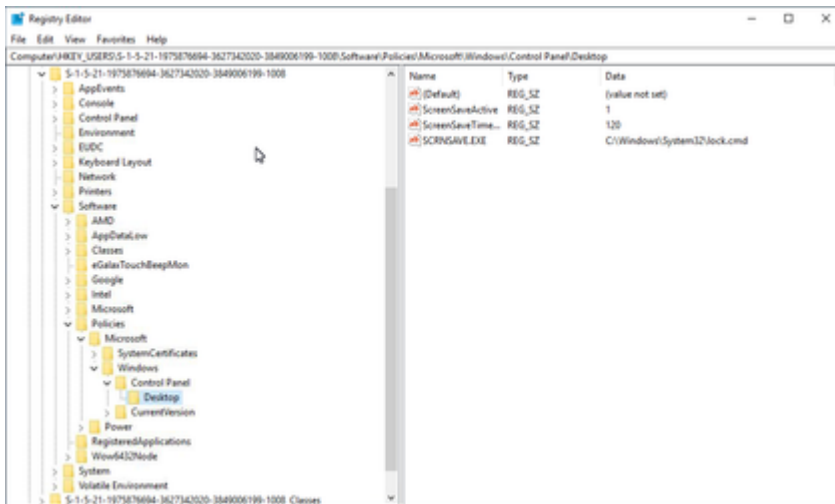 Registry Editor
File Edit View Favorites Help
Computer\HKEY_USERS\S-1-5-21-1975876694-3627342020-3849006199-1008\Software\Policies\Microsoft\Windows\Control Panel\Desktop
S-1-5-21-1975876694-3627342020-3849006199-1008
AppEvents
Console
Control Panel
Environment
EUDC
Keyboard Layout
Network
Printers
Software
AMD
AppDataLow
Classes
eGalaxTouchBeepMon
Google
Intel
Microsoft
Policies
Microsoft
SystemCertificates
Windows
Control Panel
Desktop
CurrentVersion
Power
RegisteredApplications
Wow6432Node
System
Volatile Environment
S-1-5-21-1975876694-3627342020-3849006199-1008_Classes
Name Type Data
(Default) REG_SZ (value not set)
ScreenSaveActive REG_SZ 1
ScreenSaveTime... REG_SZ 120
SCRNSAVE.EXE REG_SZ C:\Windows\System32\lock.cmd